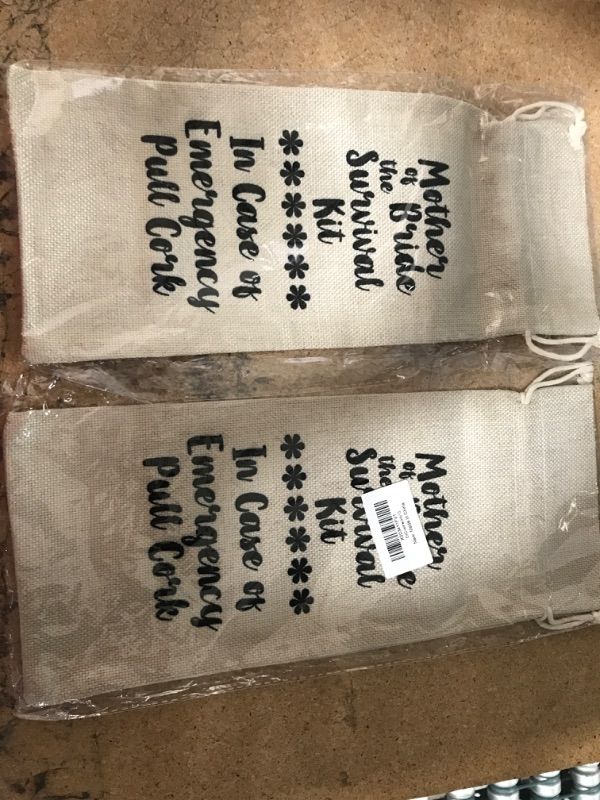 Mother
of
the Bride
Survival
Kit
In Case of
Emergency
Pull Cork
Mother
of
the
Survival
Kit
In Case of
Emergency
Pull Cork